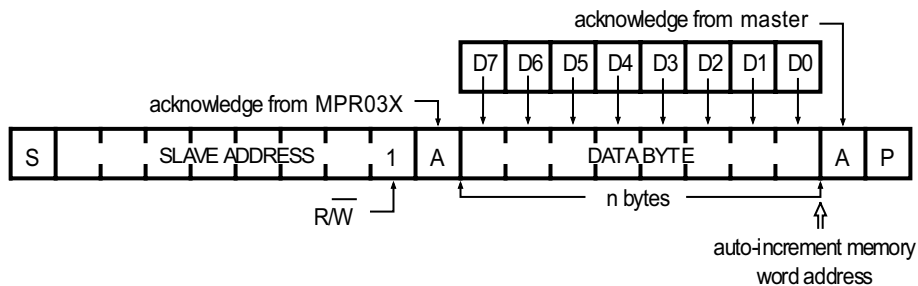 acknowledge from master
D7 D6 D5 D4 D3 D2 D1 D0
acknowledge from MPR03X
S SLAVE ADDRESS 1 A DATA BYTE A P
R/W̅
n bytes
auto-increment memory
word address